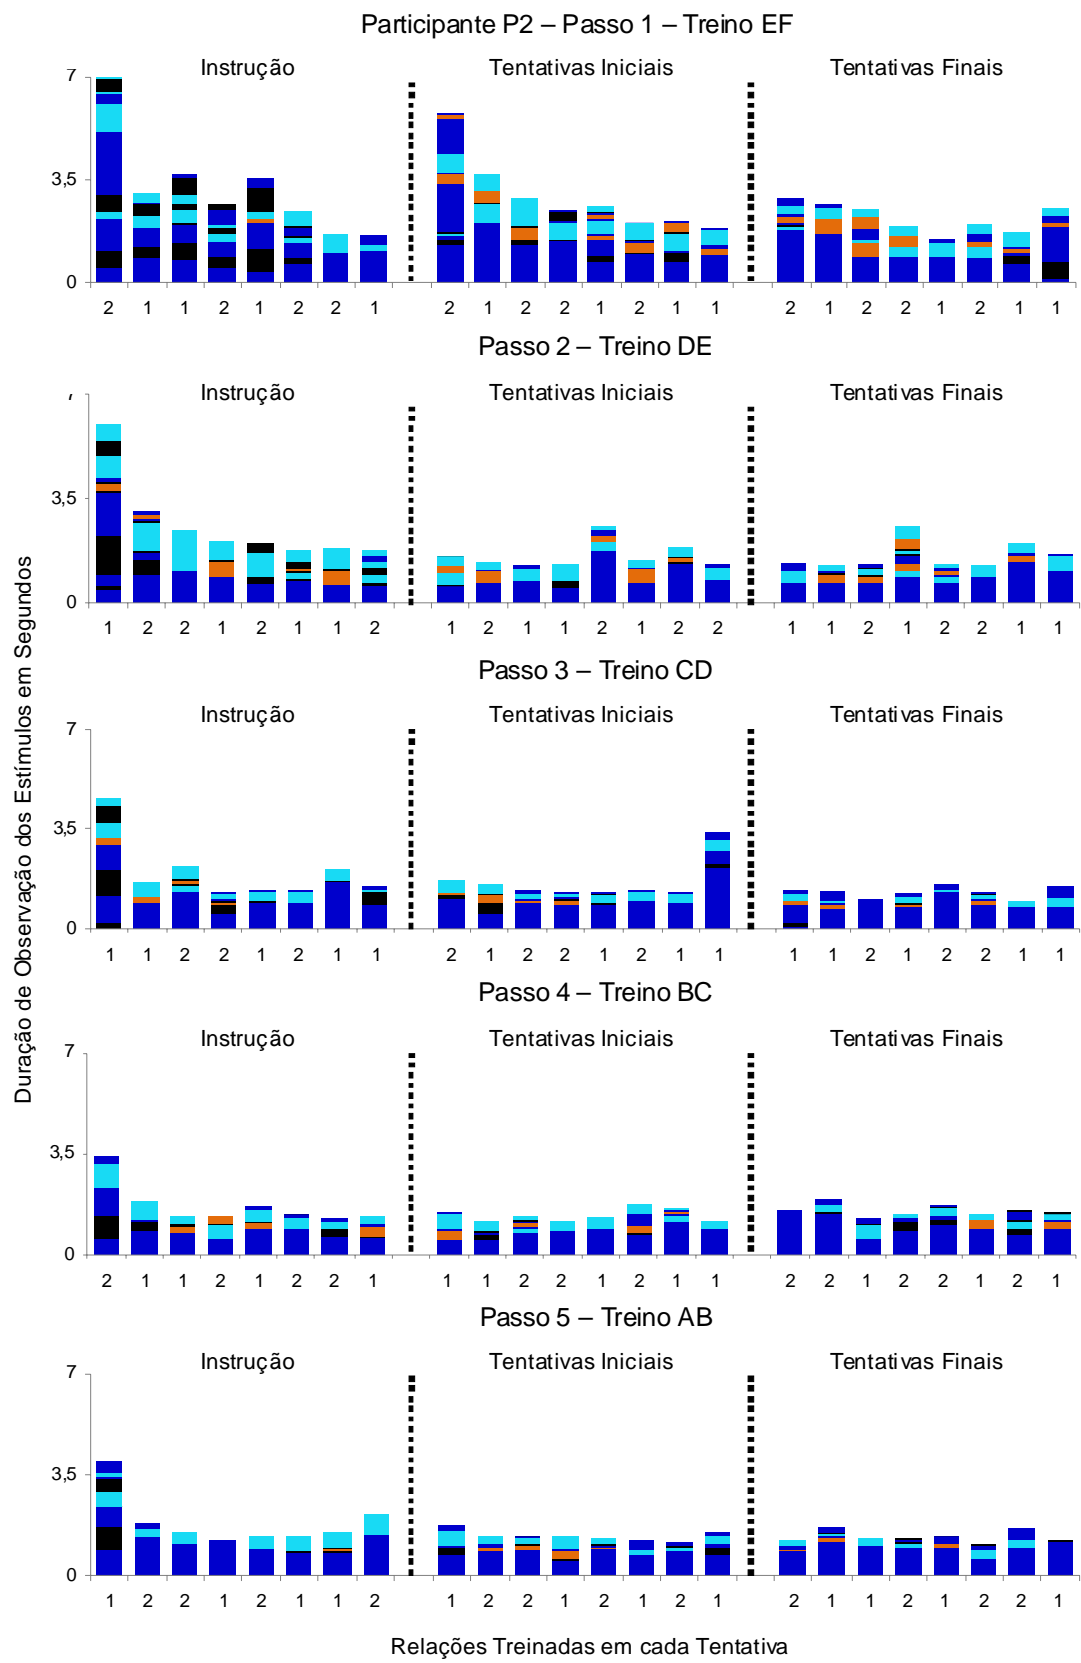 Participante P2 – Passo 1 – Treino EF
Instrução Tentativas Iniciais Tentativas Finais
7
3,5
0
2 1 1 2 1 2 2 1 2 1 2 2 1 2 1 1 2 1 2 2 1 2 1 1
Passo 2 – Treino DE
Instrução Tentativas Iniciais Tentativas Finais
7
3,5
0
1 2 2 1 2 1 1 2 1 2 1 1 2 1 2 2 1 1 2 1 2 2 1 1
Passo 3 – Treino CD
Instrução Tentativas Iniciais Tentativas Finais
7
3,5
0
1 1 2 2 1 2 1 1 2 1 2 2 1 2 1 1 1 1 2 1 2 2 1 2
Passo 4 – Treino BC
Instrução Tentativas Iniciais Tentativas Finais
7
3,5
0
2 1 1 2 1 2 2 1 1 1 2 2 1 2 1 1 2 2 1 2 2 1 2 1
Passo 5 – Treino AB
Instrução Tentativas Iniciais Tentativas Finais
7
3,5
0
1 2 2 1 2 1 1 2 1 2 2 1 2 1 2 1 2 1 1 2 1 2 2 1
Relações Treinadas em cada Tentativa
Duração de Observação dos Estímulos em Segundos